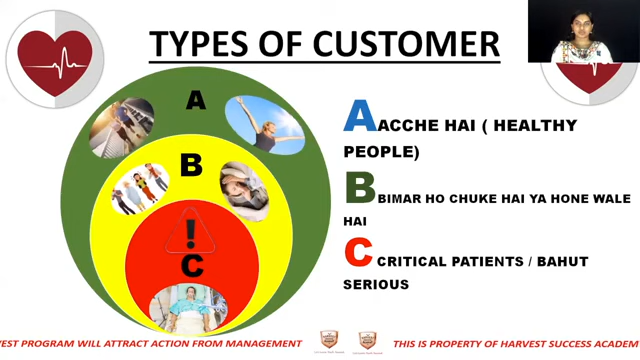 TYPES OF CUSTOMER
A
B
!
C
AACCHE HAI ( HEALTHY
PEOPLE)
BBIMAR HO CHUKE HAI YA HONE WALE
HAI
C CRITICAL PATIENTS / BAHUT
SERIOUS
VEST PROGRAM WILL ATTRACT ACTION FROM MANAGEMENT
THIS IS PROPERTY OF HARVEST SUCCESS ACADEM